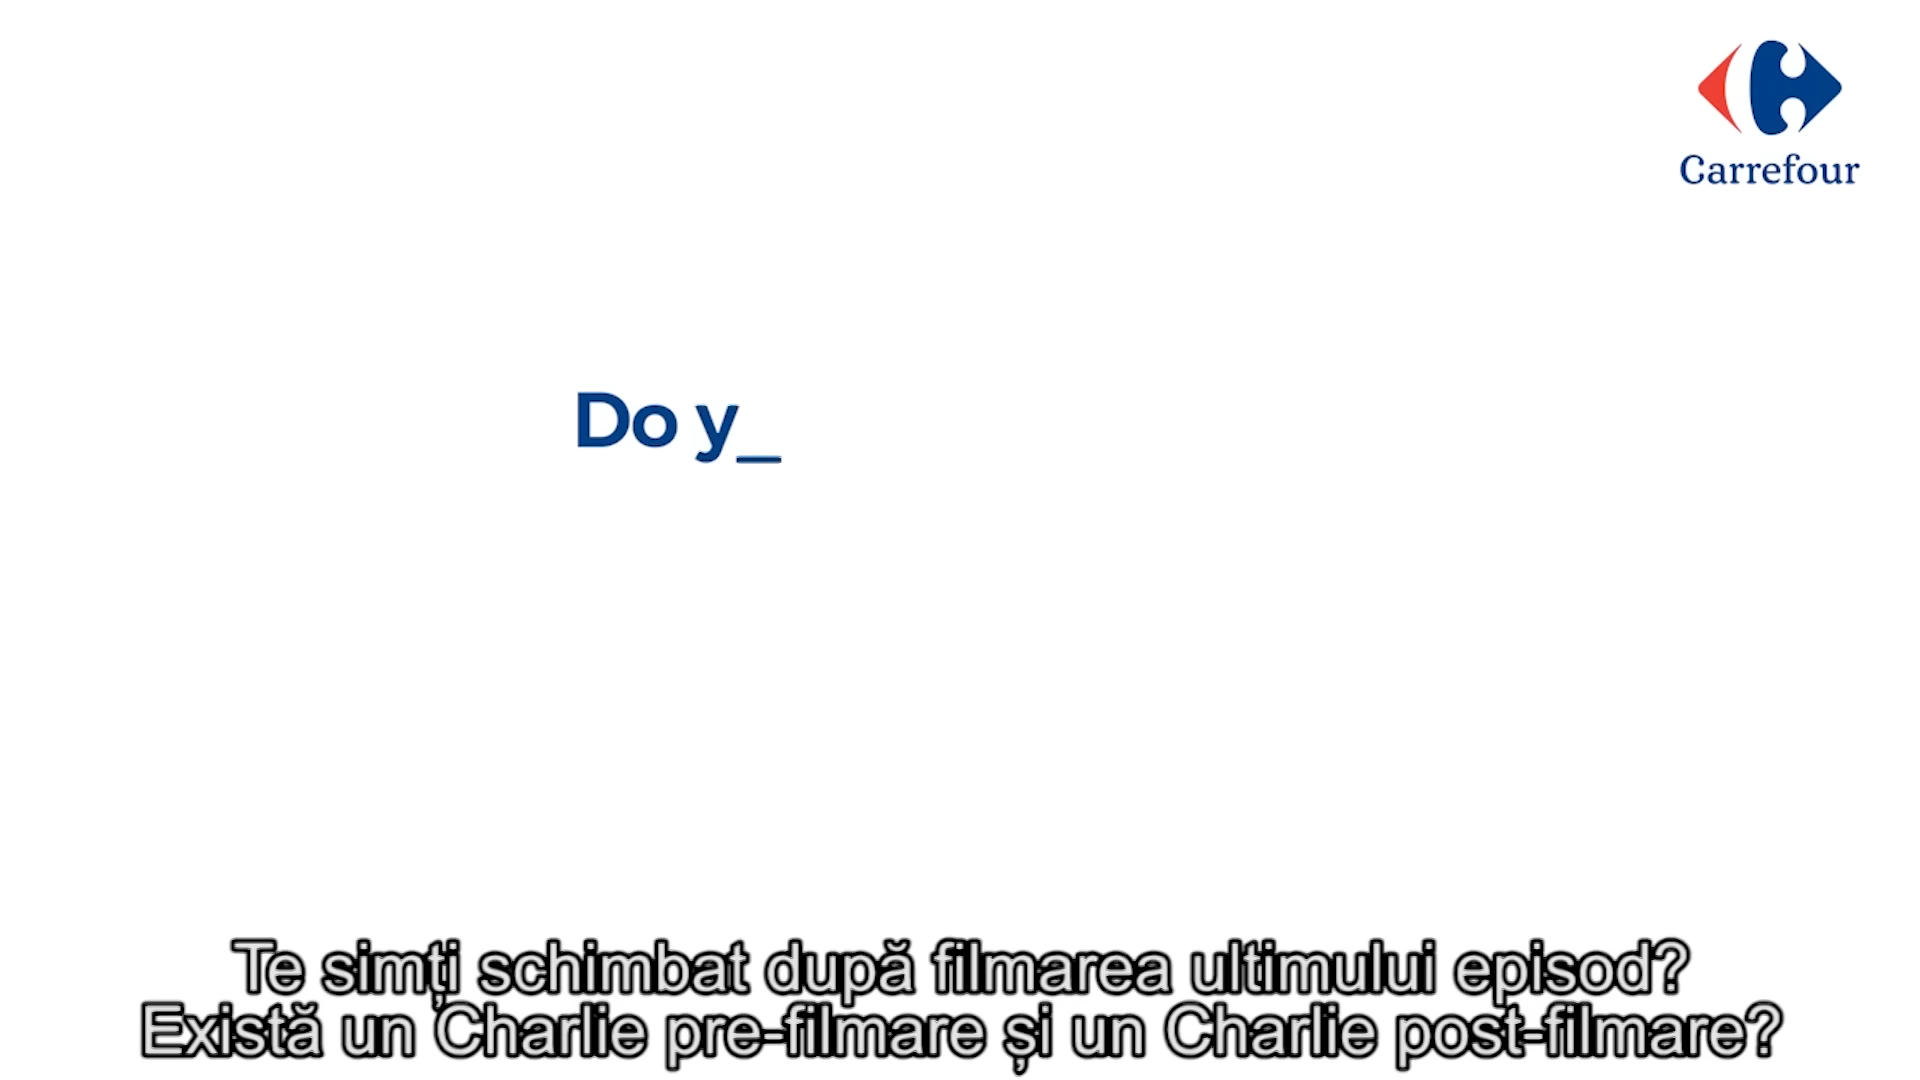 Carrefour
Do y_
Te simți schimbat după filmarea ultimului episod?
Există un Charlie pre-filmare și un Charlie post-filmare?